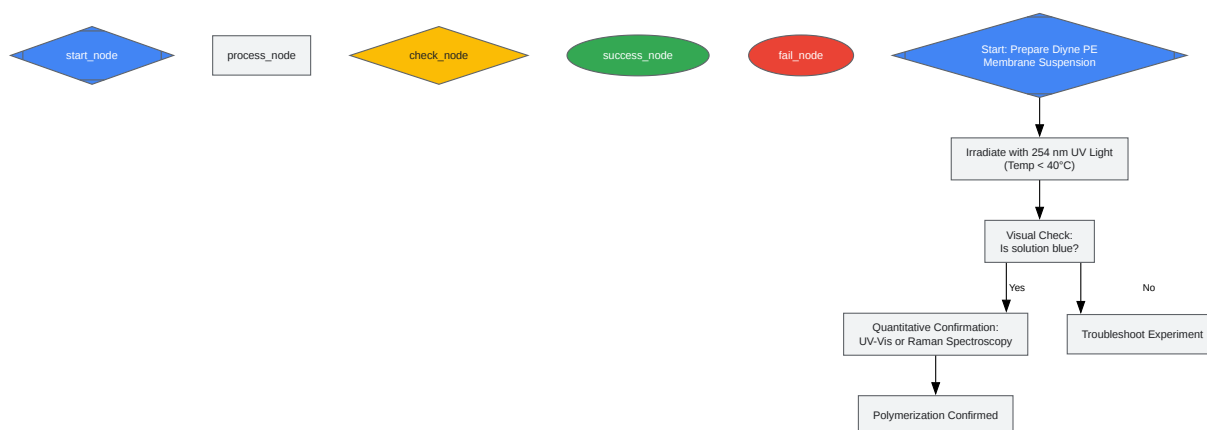 start_node
process_node
check_node
success_node
fail_node
Start: Prepare Diyne PE
Membrane Suspension
Irradiate with 254 nm UV Light
(Temp < 40°C)
Visual Check:
Is solution blue?
Yes
No
Quantitative Confirmation:
UV-Vis or Raman Spectroscopy
Troubleshoot Experiment
Polymerization Confirmed